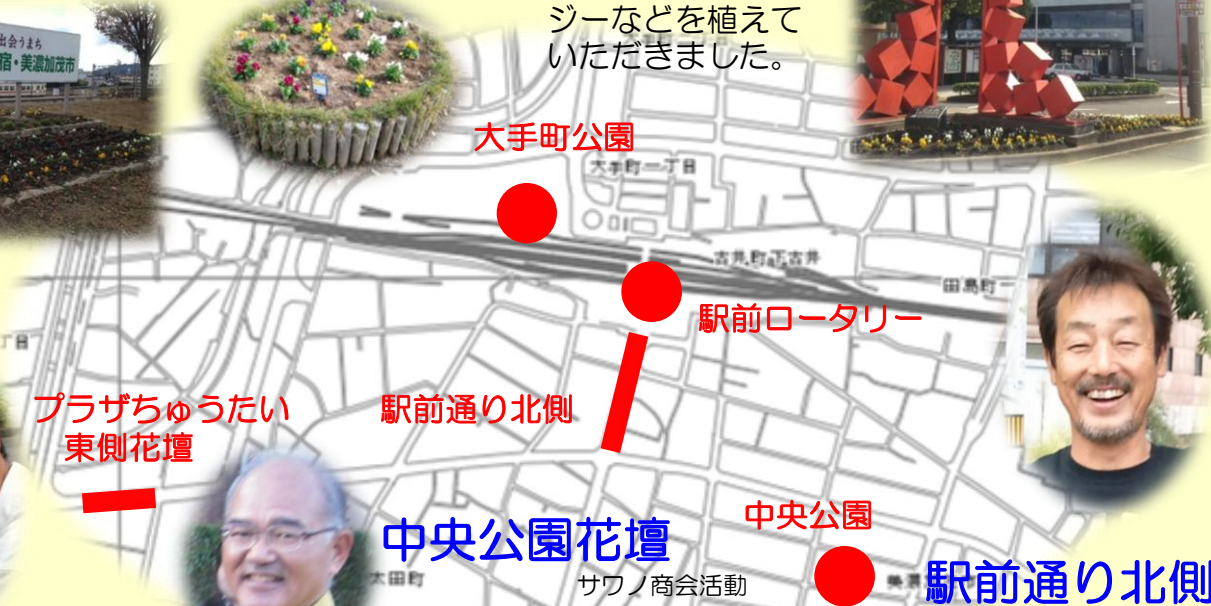 ジーなどを植えて
いただきました。
出会うまち
宿・美濃加茂市
大手町公園
大手町一丁目
古井町下古井
田島町一
駅前ロータリー
丁目
プラザちゅうたい
東側花壇
駅前通り北側
中央公園花壇
サワノ商会活動
中央公園
太田町
駅前通り北側